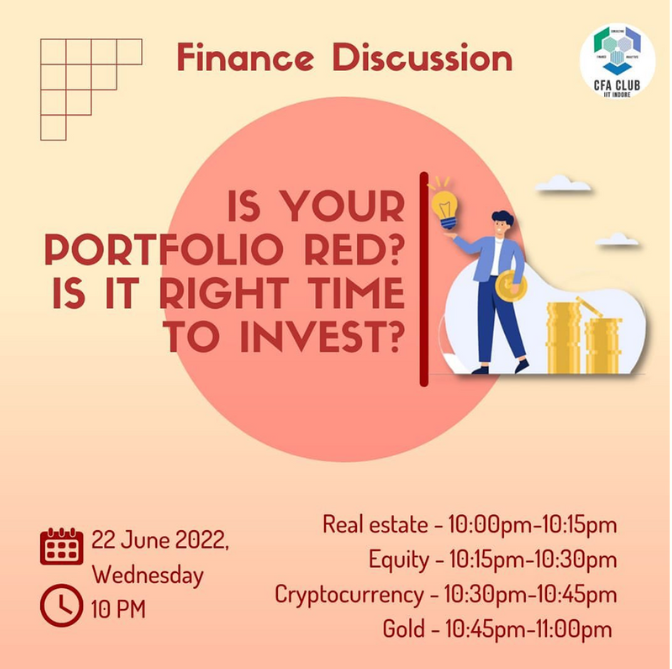 Finance Discussion
CFA CLUB
IIT INDORE
IS YOUR
PORTFOLIO RED?
IS IT RIGHT TIME
TO INVEST?
22 June 2022,
Wednesday
10 PM
Real estate - 10:00pm-10:15pm
Equity - 10:15pm-10:30pm
Cryptocurrency - 10:30pm-10:45pm
Gold - 10:45pm-11:00pm